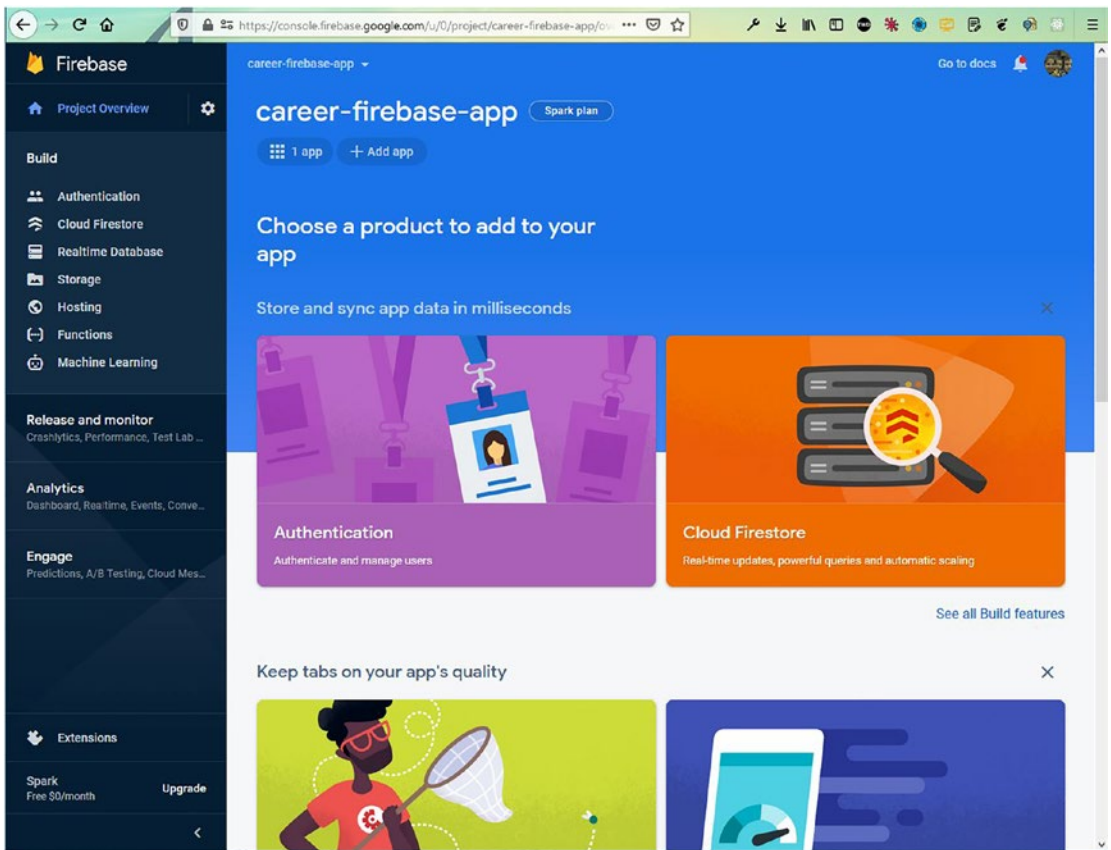 https://console.firebase.google.com/u/0/project/career-firebase-app/ov
Firebase
career-firebase-app
Go to docs
Project Overview
career-firebase-app
Spark plan
1 app
+ Add app
Build
Authentication
Cloud Firestore
Realtime Database
Storage
Hosting
Functions
Machine Learning
Choose a product to add to your
app
Store and sync app data in milliseconds
Release and monitor
Crashlytics, Performance, Test Lab ...
Analytics
Dashboard, Realtime, Events, Conve...
Engage
Predictions, A/B Testing, Cloud Mes...
Authentication
Authenticate and manage users
Cloud Firestore
Real-time updates, powerful queries and automatic scaling
See all Build features
Keep tabs on your app's quality
Extensions
Spark
Free $0/month
Upgrade